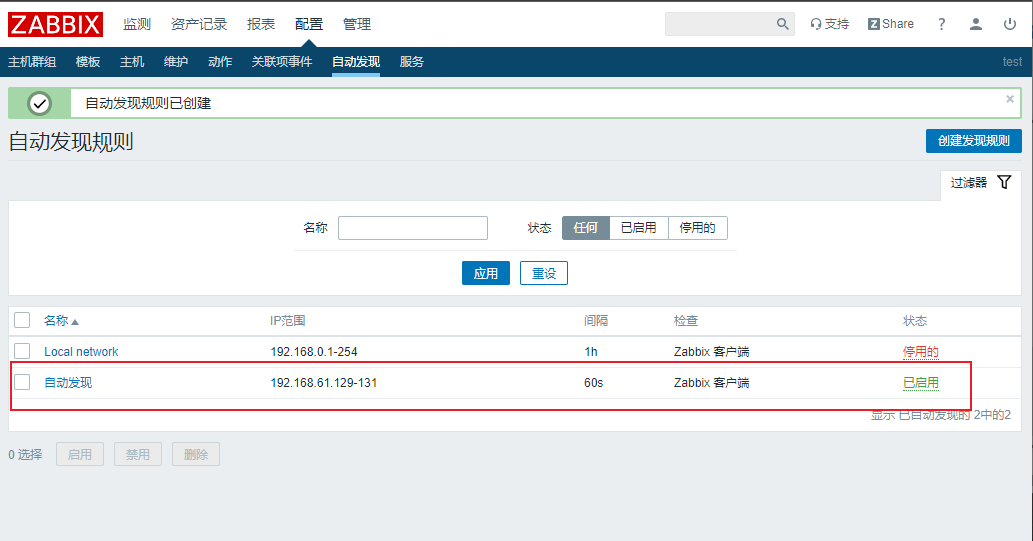 ZABBIX 监测 资产记录 报表 配置 管理 支持 Z Share ?
主机群组 模板 主机 维护 动作 关联项事件 自动发现 服务 test
自动发现规则已创建 ×
自动发现规则 创建发现规则
过滤器
名称 状态 任何 已启用 停用的
应用 重设
名称 IP范围 间隔 检查 状态
Local network 192.168.0.1-254 1h Zabbix 客户端 停用的
自动发现 192.168.61.129-131 60s Zabbix 客户端 已启用
显示 已自动发现的 2中的2
0 选择 启用 禁用 删除